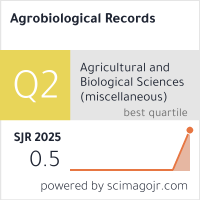 Agrobiological Records
Q2
Agricultural and
Biological Sciences
(miscellaneous)
best quartile
SJR 2025
0.5
powered by scimagojr.com